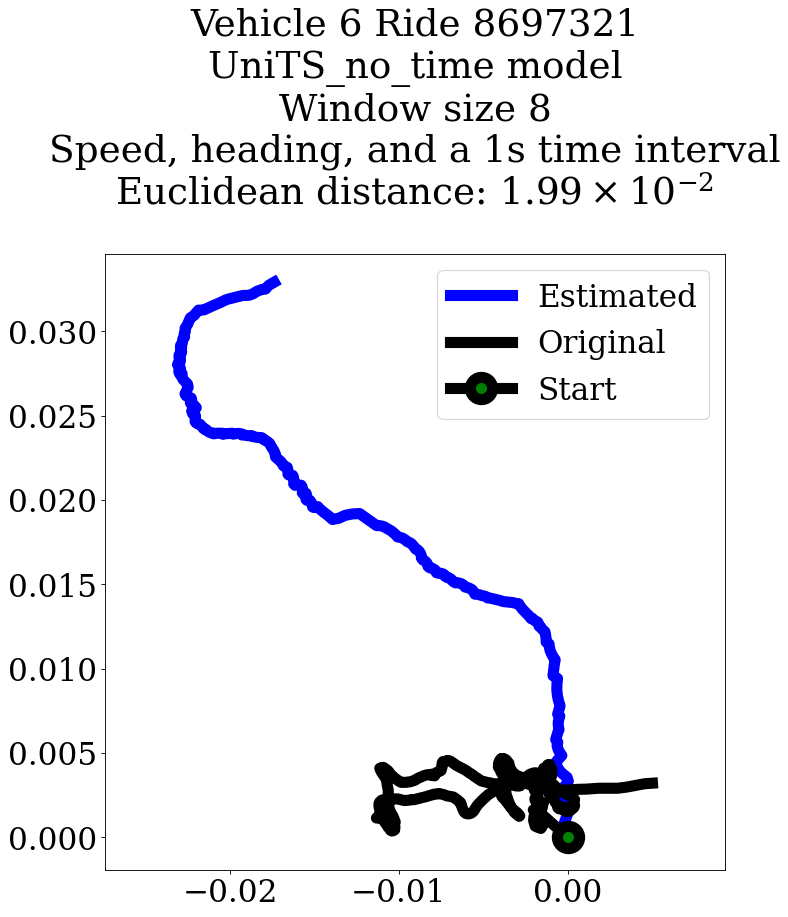 Vehicle 6 Ride 8697321
UniTS_no_time model
Window size 8
Speed, heading, and a 1s time interval
Euclidean distance: 1.99 × 10⁻²
Estimated
Original
Start
0.030
0.025
0.020
0.015
0.010
0.005
0.000
−0.02
−0.01
0.00